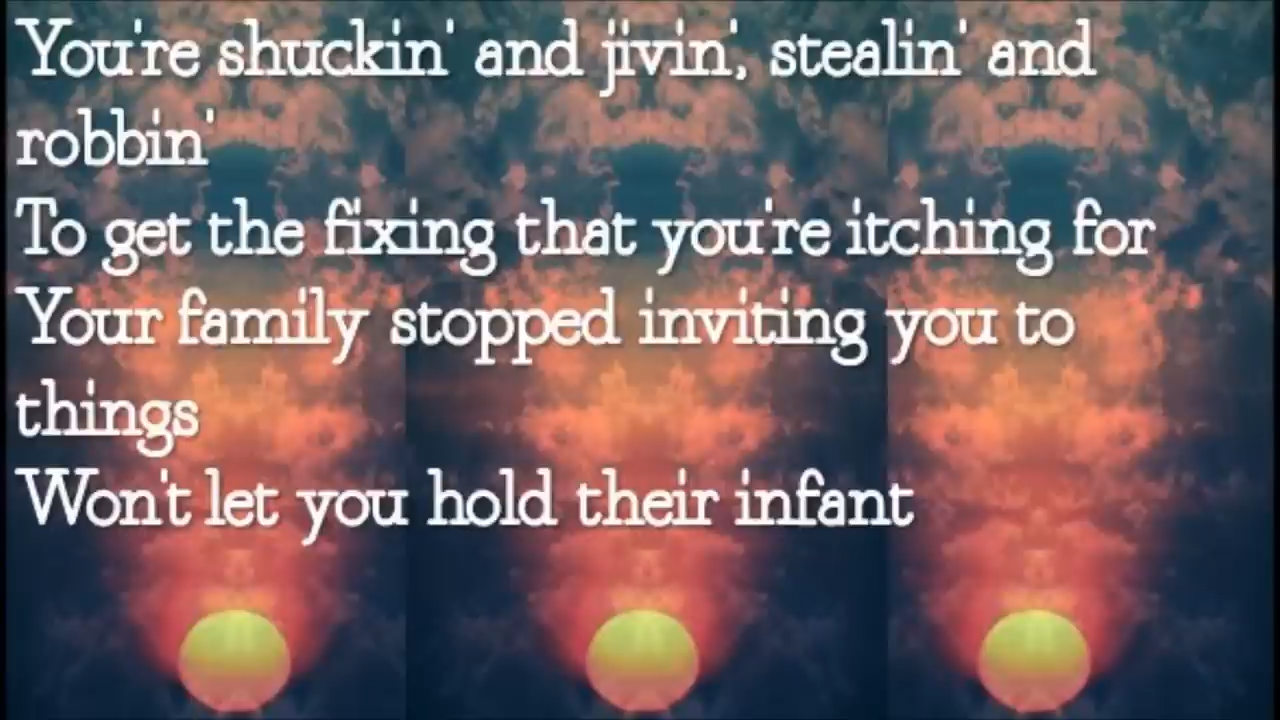 You're shuckin' and jivin', stealin' and
robbin'
To get the fixing that you're itching for
Your family stopped inviting you to
things
Won't let you hold their infant